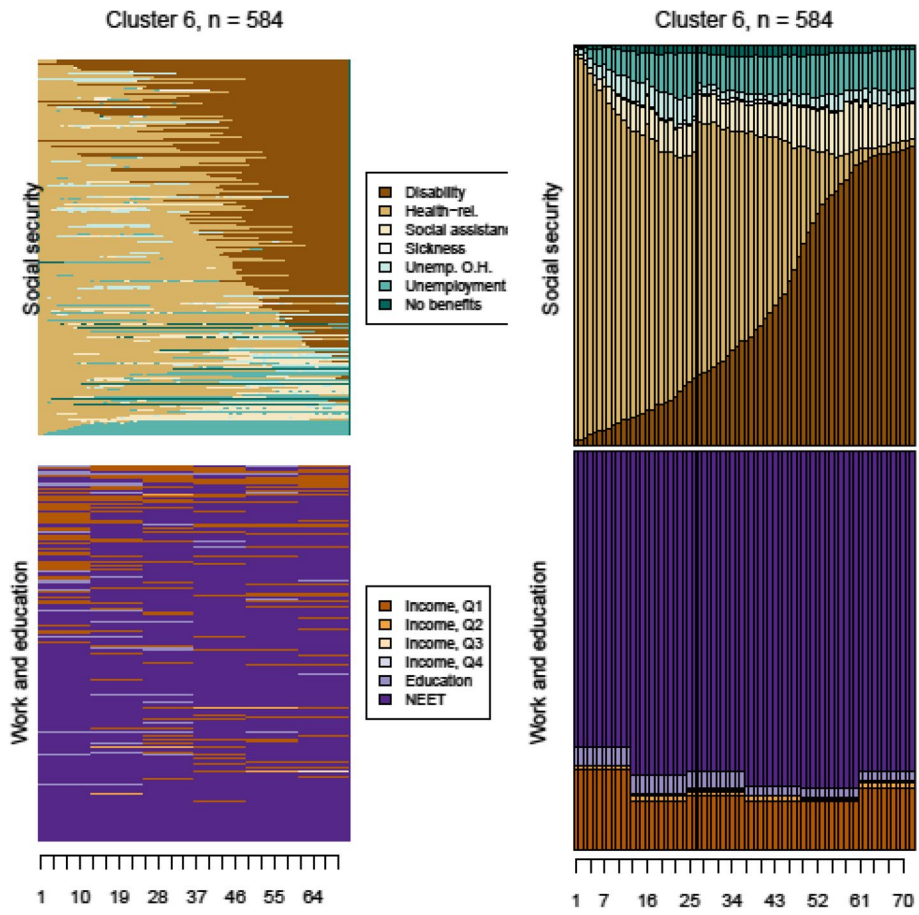 Cluster 6, n = 584
Cluster 6, n = 584
Social security
Disability
Health−rel.
Social assistanc
Sickness
Unemp. O.H.
Unemployment
No benefits
Social security
Work and education
Income, Q1
Income, Q2
Income, Q3
Income, Q4
Education
NEET
Work and education
1 10 19 28 37 46 55 64
1 7 16 25 34 43 52 61 70